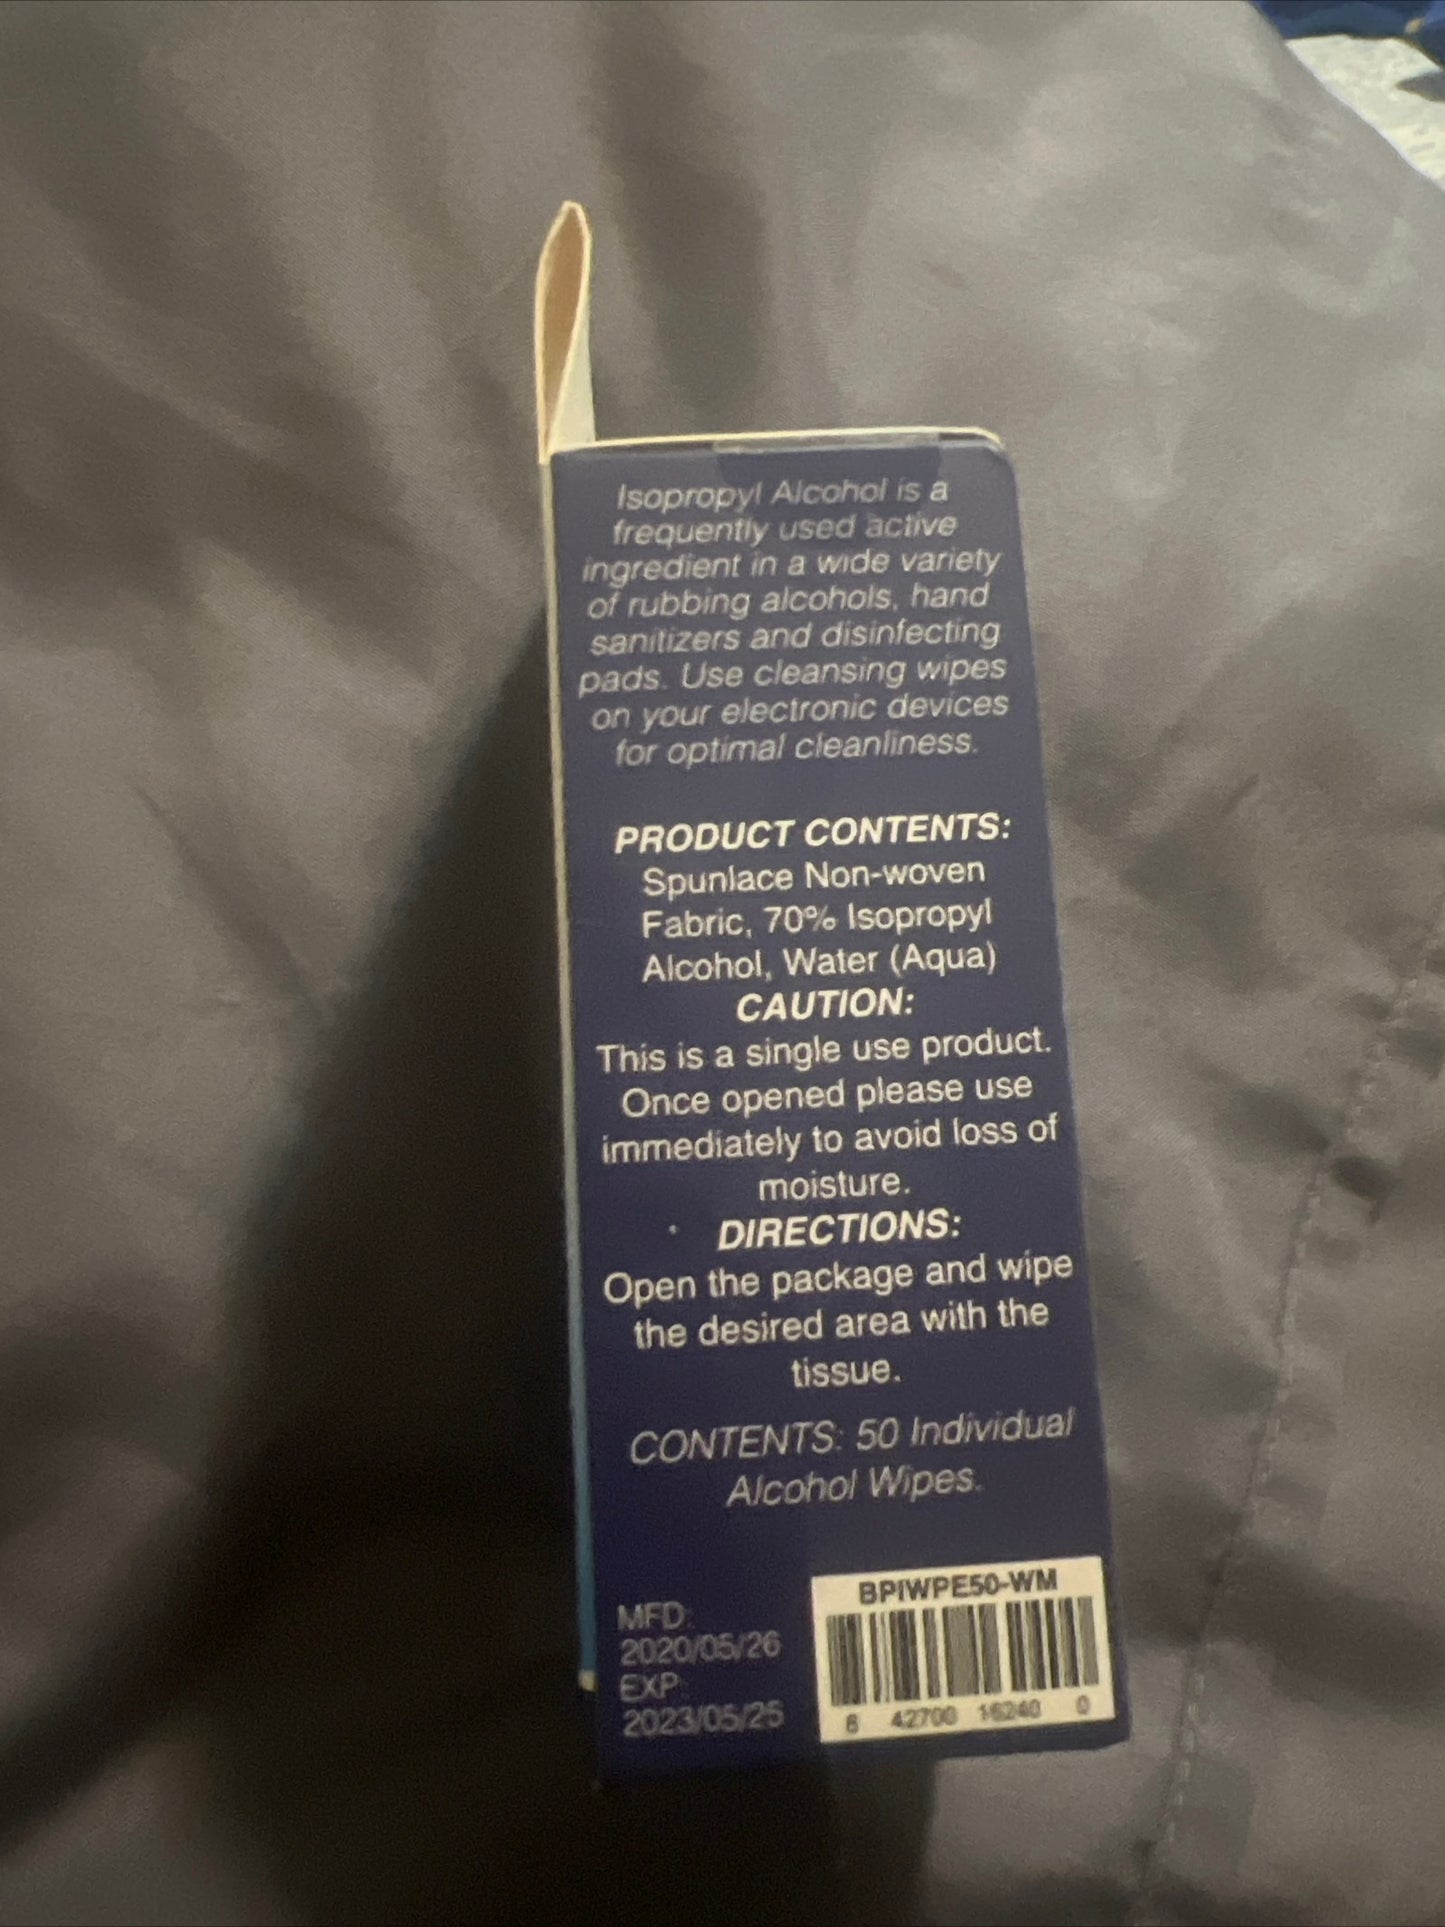 Isopropyl Alcohol is a
frequently used active
ingredient in a wide variety
of rubbing alcohols, hand
sanitizers and disinfecting
pads. Use cleansing wipes
on your electronic devices
for optimal cleanliness.
PRODUCT CONTENTS:
Spunlace Non-woven
Fabric, 70% Isopropyl
Alcohol, Water (Aqua)
CAUTION:
This is a single use product.
Once opened please use
immediately to avoid loss of
moisture.
DIRECTIONS:
Open the package and wipe
the desired area with the
tissue.
CONTENTS: 50 Individual
Alcohol Wipes.
MFD:
2020/05/26
EXP:
2023/05/25
BPIWPE50-WM
8 42700 16240 0